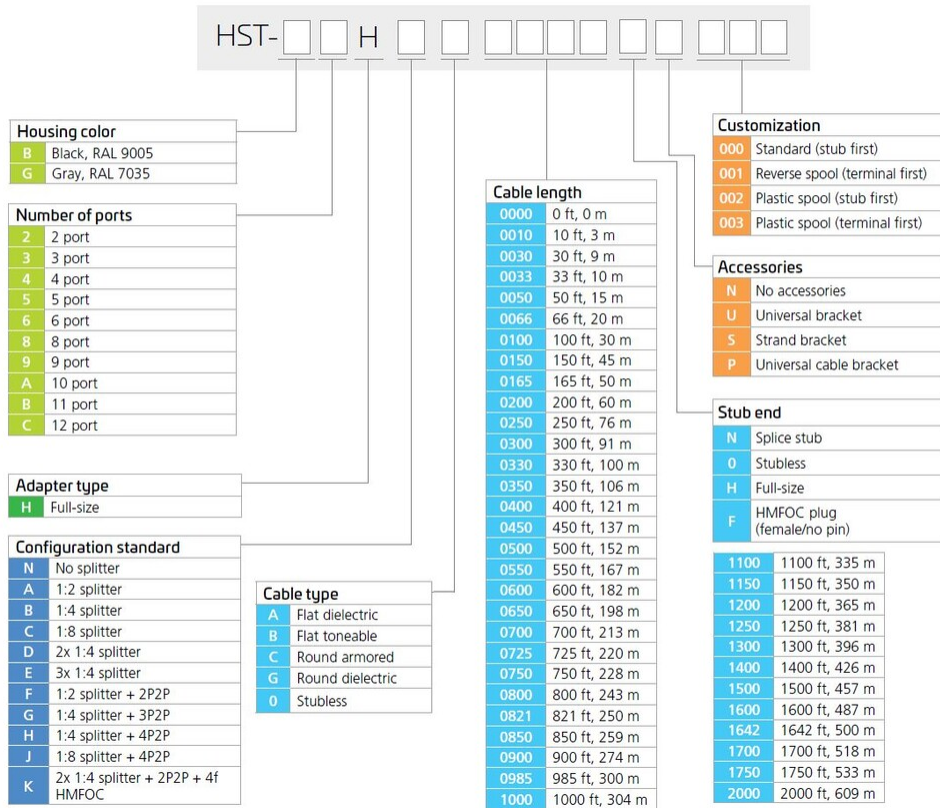 HST- H
Housing color
B Black, RAL 9005
G Gray, RAL 7035
Number of ports
2 2 port
3 3 port
4 4 port
5 5 port
6 6 port
8 8 port
9 9 port
A 10 port
B 11 port
C 12 port
Adapter type
H Full-size
Configuration standard
N No splitter
A 1:2 splitter
B 1:4 splitter
C 1:8 splitter
D 2x 1:4 splitter
E 3x 1:4 splitter
F 1:2 splitter + 2P2P
G 1:4 splitter + 3P2P
H 1:4 splitter + 4P2P
J 1:8 splitter + 4P2P
K 2x 1:4 splitter + 2P2P + 4f
HMFOC
Cable type
A Flat dielectric
B Flat toneable
C Round armored
G Round dielectric
0 Stubless
Cable length
0000 0 ft, 0 m
0010 10 ft, 3 m
0030 30 ft, 9 m
0033 33 ft, 10 m
0050 50 ft, 15 m
0066 66 ft, 20 m
0100 100 ft, 30 m
0150 150 ft, 45 m
0165 165 ft, 50 m
0200 200 ft, 60 m
0250 250 ft, 76 m
0300 300 ft, 91 m
0330 330 ft, 100 m
0350 350 ft, 106 m
0400 400 ft, 121 m
0450 450 ft, 137 m
0500 500 ft, 152 m
0550 550 ft, 167 m
0600 600 ft, 182 m
0650 650 ft, 198 m
0700 700 ft, 213 m
0725 725 ft, 220 m
0750 750 ft, 228 m
0800 800 ft, 243 m
0821 821 ft, 250 m
0850 850 ft, 259 m
0900 900 ft, 274 m
0985 985 ft, 300 m
1000 1000 ft, 304 m
Customization
000 Standard (stub first)
001 Reverse spool (terminal first)
002 Plastic spool (stub first)
003 Plastic spool (terminal first)
Accessories
N No accessories
U Universal bracket
S Strand bracket
P Universal cable bracket
Stub end
N Splice stub
0 Stubless
H Full-size
F HMFOC plug
(female/no pin)
1100 1100 ft, 335 m
1150 1150 ft, 350 m
1200 1200 ft, 365 m
1250 1250 ft, 381 m
1300 1300 ft, 396 m
1400 1400 ft, 426 m
1500 1500 ft, 457 m
1600 1600 ft, 487 m
1642 1642 ft, 500 m
1700 1700 ft, 518 m
1750 1750 ft, 533 m
2000 2000 ft, 609 m